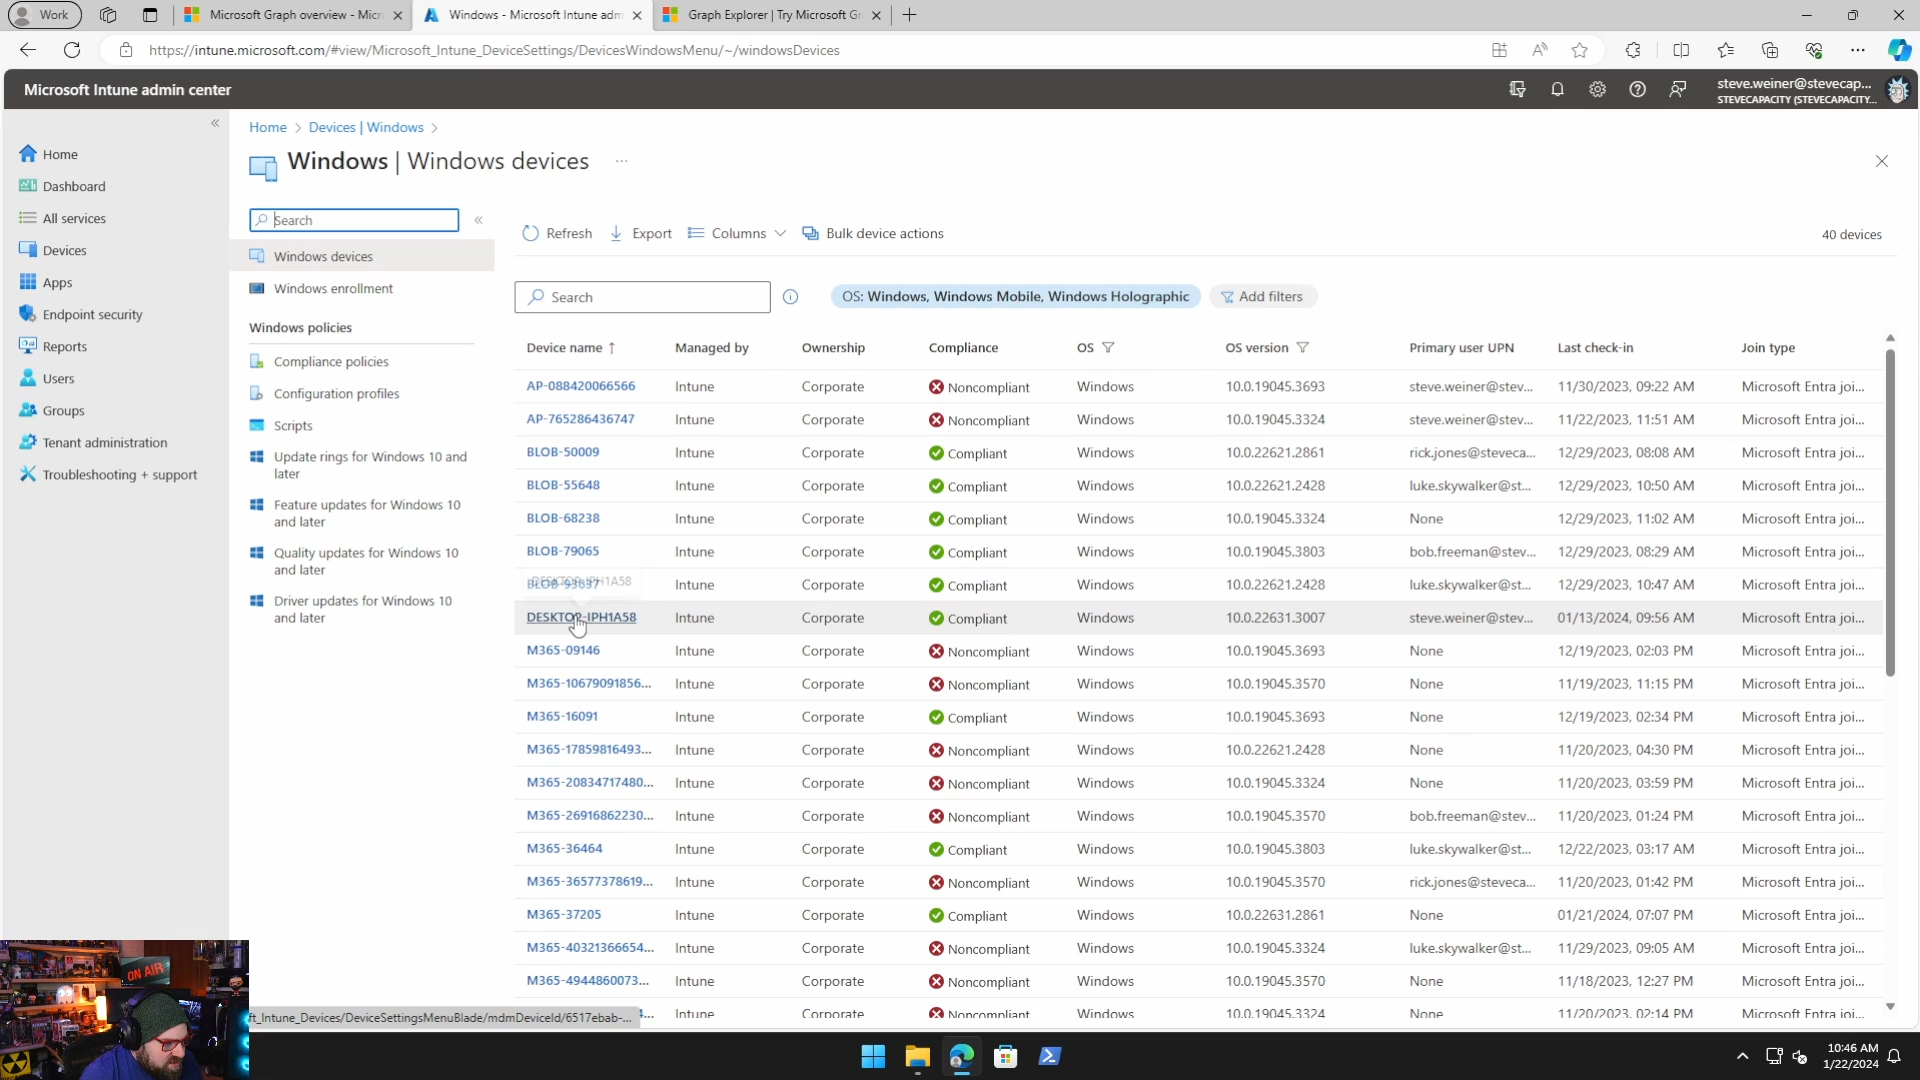 Work
Microsoft Graph overview - Micr
Windows - Microsoft Intune adm
Graph Explorer | Try Microsoft Gr
https://intune.microsoft.com/#view/Microsoft_Intune_DeviceSettings/DevicesWindowsMenu/~/windowsDevices
Microsoft Intune admin center
steve.weiner@stevecap...
STEVECAPACITY (STEVECAPACITY...
Home
Dashboard
All services
Devices
Apps
Endpoint security
Reports
Users
Groups
Tenant administration
Troubleshooting + support
Home > Devices | Windows >
Windows | Windows devices ...
Search
Windows devices
Windows enrollment
Windows policies
Compliance policies
Configuration profiles
Scripts
Update rings for Windows 10 and
later
Feature updates for Windows 10
and later
Quality updates for Windows 10
and later
Driver updates for Windows 10
and later
Refresh Export Columns Bulk device actions 40 devices
Search OS: Windows, Windows Mobile, Windows Holographic Add filters
Device name ↑ Managed by Ownership Compliance OS OS version Primary user UPN Last check-in Join type
AP-088420066566 Intune Corporate Noncompliant Windows 10.0.19045.3693 steve.weiner@stev... 11/30/2023, 09:22 AM Microsoft Entra joi...
AP-765286436747 Intune Corporate Noncompliant Windows 10.0.19045.3324 steve.weiner@stev... 11/22/2023, 11:51 AM Microsoft Entra joi...
BLOB-50009 Intune Corporate Compliant Windows 10.0.22621.2861 rick.jones@steveca... 12/29/2023, 08:08 AM Microsoft Entra joi...
BLOB-55648 Intune Corporate Compliant Windows 10.0.22621.2428 luke.skywalker@st... 12/29/2023, 10:50 AM Microsoft Entra joi...
BLOB-68238 Intune Corporate Compliant Windows 10.0.19045.3324 None 12/29/2023, 11:02 AM Microsoft Entra joi...
BLOB-79065 Intune Corporate Compliant Windows 10.0.19045.3803 bob.freeman@stev... 12/29/2023, 08:29 AM Microsoft Entra joi...
BLOB-93637 Intune Corporate Compliant Windows 10.0.22621.2428 luke.skywalker@st... 12/29/2023, 10:47 AM Microsoft Entra joi...
DESKTOP-IPH1A58 Intune Corporate Compliant Windows 10.0.22631.3007 steve.weiner@stev... 01/13/2024, 09:56 AM Microsoft Entra joi...
M365-09146 Intune Corporate Noncompliant Windows 10.0.19045.3693 None 12/19/2023, 02:03 PM Microsoft Entra joi...
M365-10679091856... Intune Corporate Noncompliant Windows 10.0.19045.3570 None 11/19/2023, 11:15 PM Microsoft Entra joi...
M365-16091 Intune Corporate Compliant Windows 10.0.19045.3693 None 12/19/2023, 02:34 PM Microsoft Entra joi...
M365-17859816493... Intune Corporate Noncompliant Windows 10.0.22621.2428 None 11/20/2023, 04:30 PM Microsoft Entra joi...
M365-20834717480... Intune Corporate Noncompliant Windows 10.0.19045.3324 None 11/20/2023, 03:59 PM Microsoft Entra joi...
M365-26916862230... Intune Corporate Noncompliant Windows 10.0.19045.3570 bob.freeman@stev... 11/20/2023, 01:24 PM Microsoft Entra joi...
M365-36464 Intune Corporate Compliant Windows 10.0.19045.3803 luke.skywalker@st... 12/22/2023, 03:17 AM Microsoft Entra joi...
M365-36577378619... Intune Corporate Noncompliant Windows 10.0.19045.3570 rick.jones@steveca... 11/20/2023, 01:42 PM Microsoft Entra joi...
M365-37205 Intune Corporate Compliant Windows 10.0.22631.2861 None 01/21/2024, 07:07 PM Microsoft Entra joi...
M365-40321366654... Intune Corporate Noncompliant Windows 10.0.19045.3324 luke.skywalker@st... 11/29/2023, 09:05 AM Microsoft Entra joi...
M365-4944860073... Intune Corporate Noncompliant Windows 10.0.19045.3570 None 11/18/2023, 12:27 PM Microsoft Entra joi...
Intune Corporate Noncompliant Windows 10.0.19045.3324 None 11/20/2023, 02:14 PM Microsoft Entra joi...
ft_Intune_Devices/DeviceSettingsMenuBlade/mdmDeviceId/6517ebab-...
ON AIR
10:46 AM
1/22/2024